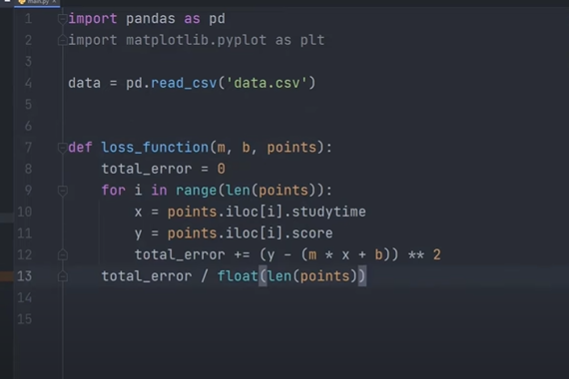 main.py
1 import pandas as pd
2 import matplotlib.pyplot as plt
3
4 data = pd.read_csv('data.csv')
5
6
7 def loss_function(m, b, points):
8     total_error = 0
9     for i in range(len(points)):
10         x = points.iloc[i].studytime
11         y = points.iloc[i].score
12         total_error += (y - (m * x + b)) ** 2
13     total_error / float(len(points))
14
15